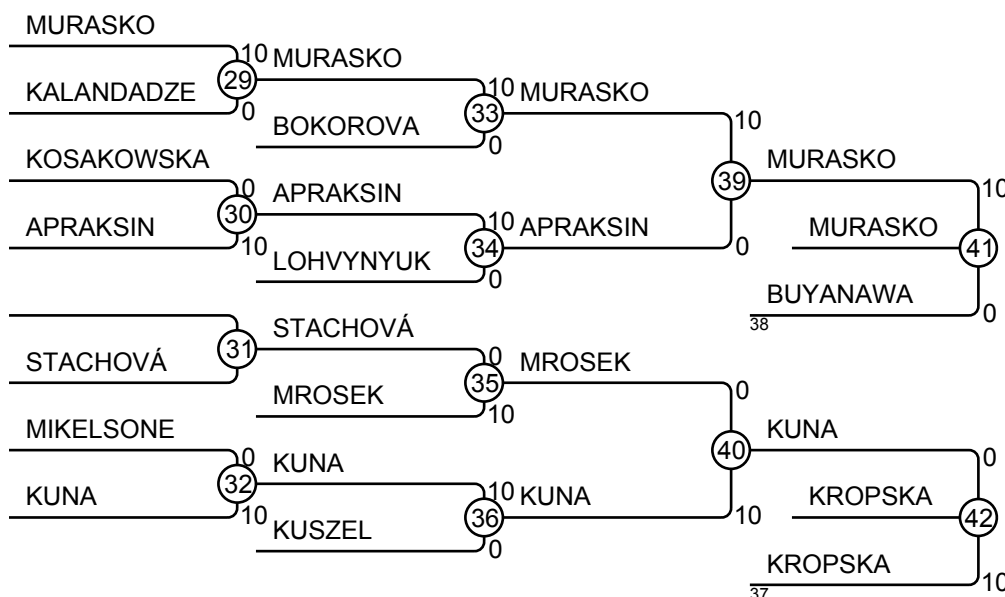 MURASKO
10
29
MURASKO
KALANDADZE
0
10
33
MURASKO
BOKOROVA
0
10
KOSAKOWSKA
0
30
APRAKSIN
39
MURASKO
APRAKSIN
10
10
34
APRAKSIN
0
10
LOHVYNYUK
0
MURASKO
41
BUYANAWA
0
38
31
STACHOVÁ
STACHOVÁ
0
35
MROSEK
MROSEK
10
0
MIKELSONE
0
32
KUNA
40
KUNA
KUNA
10
10
36
KUNA
10
0
KUSZEL
0
KROPSKA
42
KROPSKA
10
37